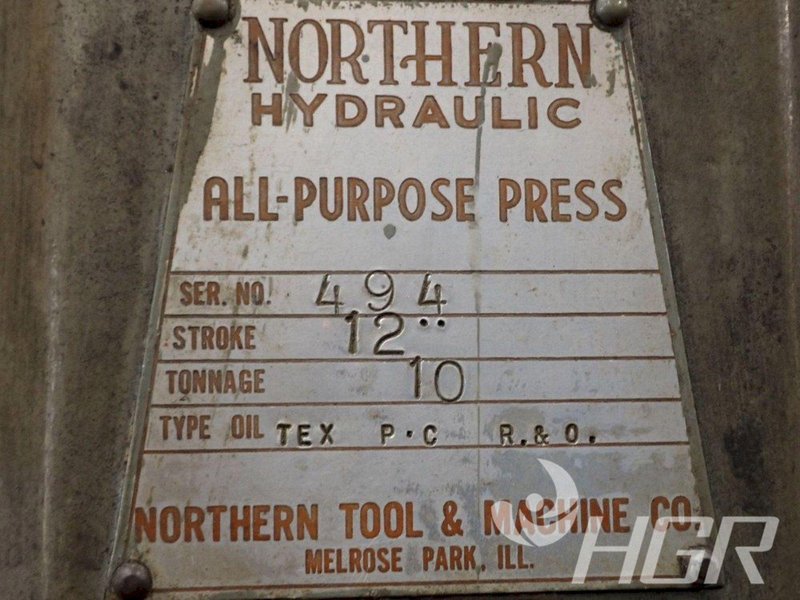 NORTHERN
HYDRAULIC
ALL-PURPOSE PRESS
SER. NO. 494
STROKE 12"
TONNAGE 10
TYPE OIL TEX P·C R.&O.
NORTHERN TOOL & MACHINE CO.
MELROSE PARK, ILL.
HGR